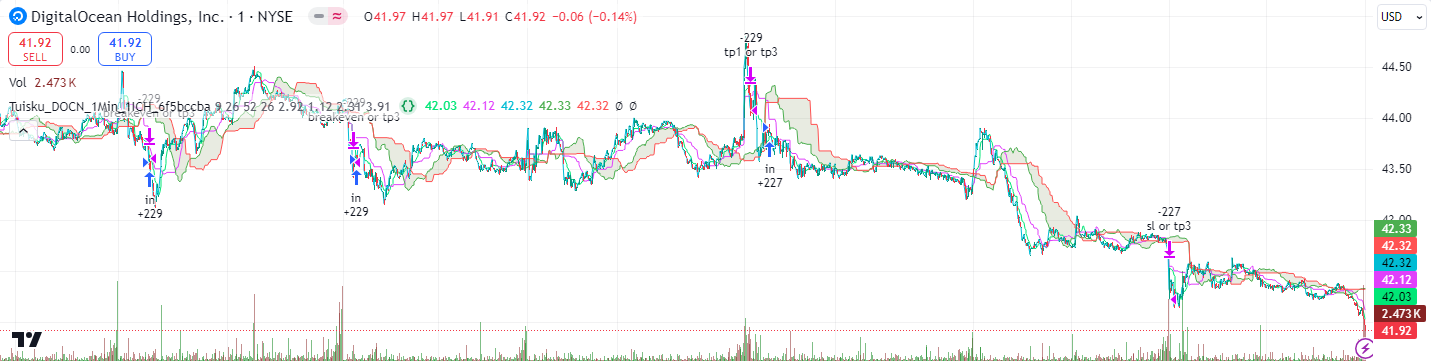 DigitalOcean Holdings, Inc. · 1 · NYSE O41.97 H41.97 L41.91 C41.92 −0.06 (−0.14%)
USD
41.92 SELL
0.00
41.92 BUY
Vol 2.473 K
Tuisku_DOCN_1Min_1ICH_6f5bccba 9 26 52 26 2.92 1.12 2.31 3.91 {} 42.03 42.12 42.32 42.33 42.32 Ø Ø
-229
breakeven or tp3
in
+229
breakeven or tp3
in
+229
-229
tp1 or tp3
in
+227
-227
sl or tp3
44.50
44.00
43.50
42.33
42.32
42.32
42.12
42.03
2.473 K
41.92